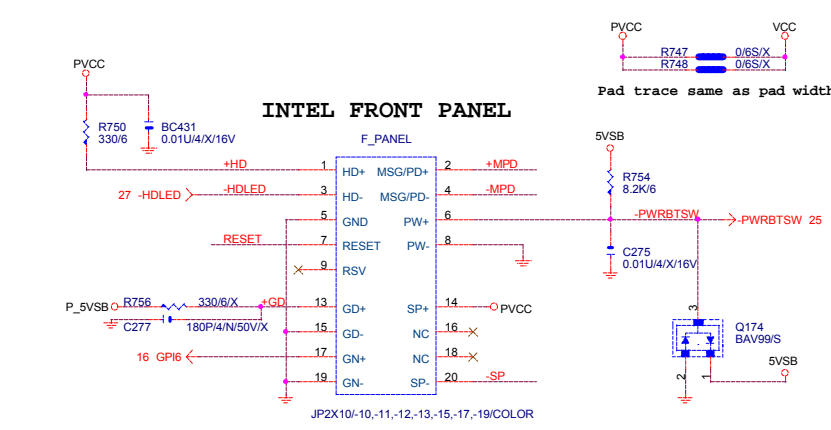 PVCC
VCC
R747 0/6S/X 0/6S/X
R748
Pad trace same as pad width
PVCC
R750
330/6
BC431
0.01U/4/X/16V
INTEL FRONT PANEL
F_PANEL
5VSB
R754
8.2K/6
+HD 1 HD+ MSG/PD+ 2 +MPD
27 -HDLED -HDLED 3 HD- MSG/PD- 4 -MPD
5 GND PW+ 6 -PWRBTSW -PWRBTSW 25
RESET 7 RESET PW- 8
9 RSV
C275
0.01U/4/X/16V
P_5VSB R756 330/6/X +GD 13 GD+ SP+ 14 PVCC
C277 180P/4/N/50V/X
15 GD- NC 16
16 GPI6 17 GN+ NC 18
19 GN- SP- 20 -SP
3
Q174
BAV99/S
2 1
5VSB
JP2X10/-10,-11,-12,-13,-15,-17,-19/COLOR